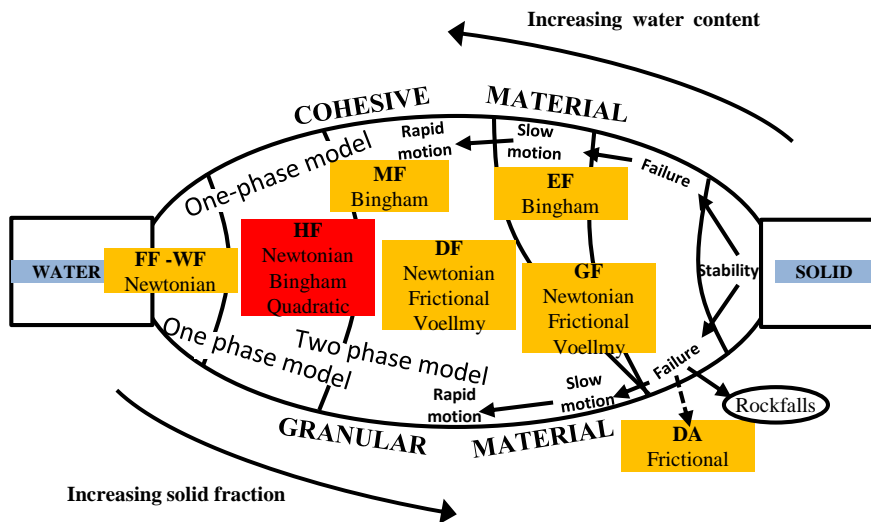 Increasing water content
COHESIVE MATERIAL
Rapid
motion
Slow
motion
Failure
One-phase model
MF
Bingham
EF
Bingham
HF
Newtonian
Bingham
Quadratic
DF
Newtonian
Frictional
Voellmy
GF
Newtonian
Frictional
Voellmy
WATER
FF -WF
Newtonian
Stability
SOLID
One phase model
Two phase model
Rapid
motion
Slow
motion
Failure
Rockfalls
GRANULAR MATERIAL
DA
Frictional
Increasing solid fraction